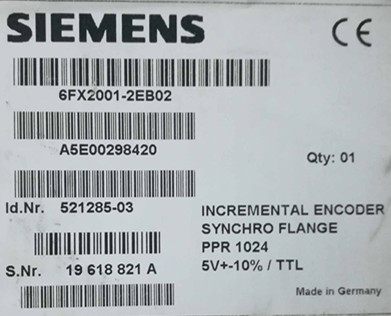 SIEMENS
CE
6FX2001-2EB02
A5E00298420
Qty: 01
Id.Nr. 521285-03
INCREMENTAL ENCODER
SYNCHRO FLANGE
PPR 1024
S.Nr. 19 618 821 A
5V+-10% / TTL
Made in Germany